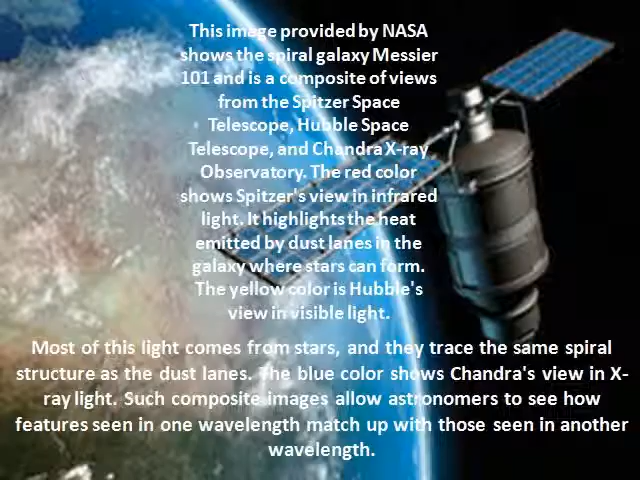 This image provided by NASA
shows the spiral galaxy Messier
101 and is a composite of views
from the Spitzer Space
Telescope, Hubble Space
Telescope, and Chandra X-ray
Observatory. The red color
shows Spitzer's view in infrared
light. It highlights the heat
emitted by dust lanes in the
galaxy where stars can form.
The yellow color is Hubble's
view in visible light.
Most of this light comes from stars, and they trace the same spiral
structure as the dust lanes. The blue color shows Chandra's view in X-
ray light. Such composite images allow astronomers to see how
features seen in one wavelength match up with those seen in another
wavelength.